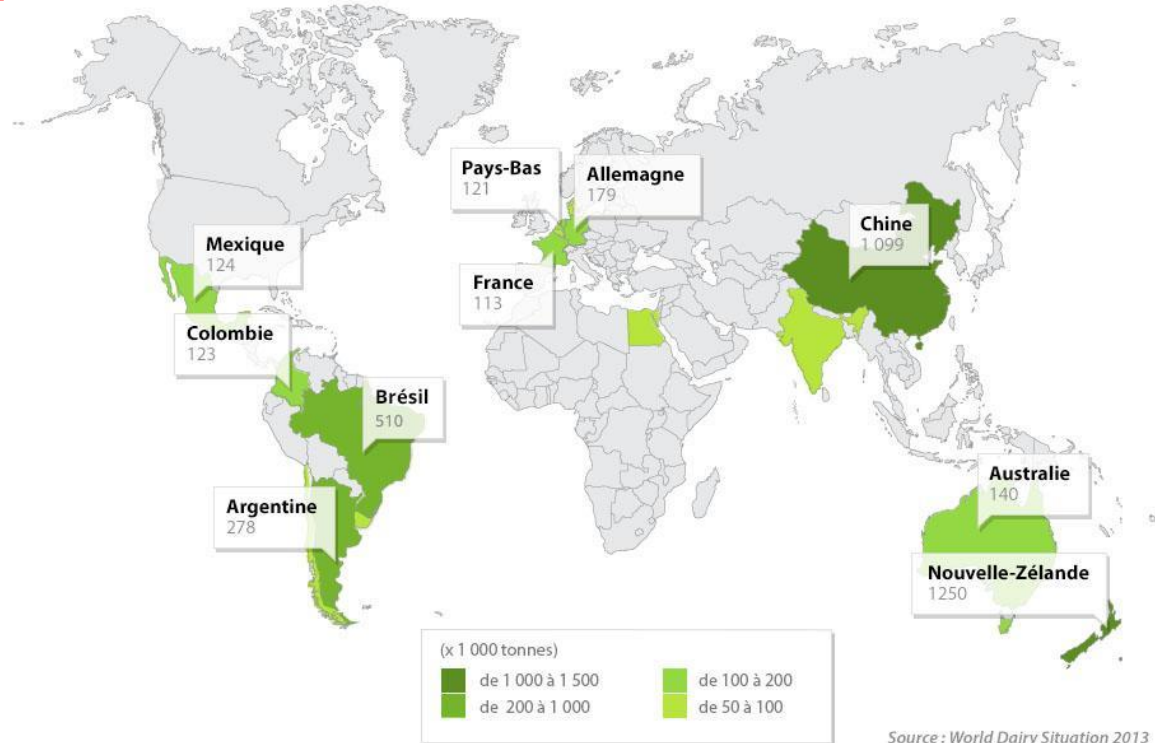 Pays-Bas
121
Allemagne
179
Chine
1 099
Mexique
124
France
113
Colombie
123
Brésil
510
Argentine
278
Australie
140
Nouvelle-Zélande
1250
(x 1 000 tonnes)
de 1 000 à 1 500
de 100 à 200
de 200 à 1 000
de 50 à 100
Source : World Dairy Situation 2013